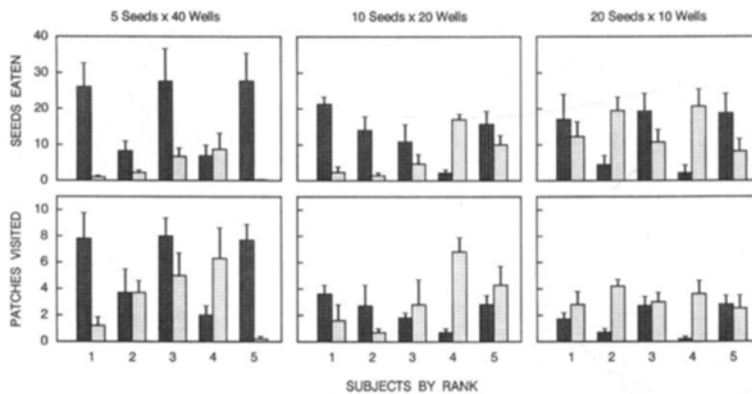 5 Seeds x 40 Wells 10 Seeds x 20 Wells 20 Seeds x 10 Wells
SEEDS EATEN
40
30
20
10
0
PATCHES VISITED
10
8
6
4
2
0
1 2 3 4 5 1 2 3 4 5 1 2 3 4 5
SUBJECTS BY RANK